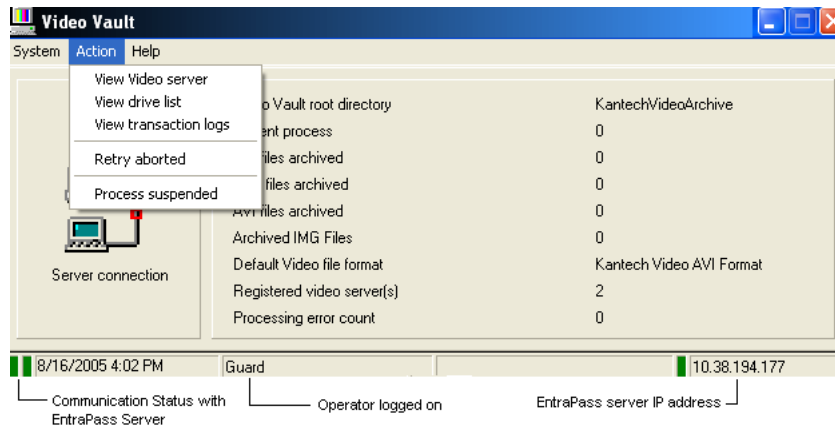 Video Vault
System Action Help
View Video server
View drive list
View transaction logs
Retry aborted
Process suspended
Vault root directory KantechVideoArchive
process 0
archived 0
files archived 0
AVI files archived 0
Archived IMG Files 0
Default Video file format Kantech Video AVI Format
Registered video server(s) 2
Processing error count 0
Server connection
8/16/2005 4:02 PM Guard 10.38.194.177
Communication Status with
EntraPass Server
Operator logged on
EntraPass server IP address